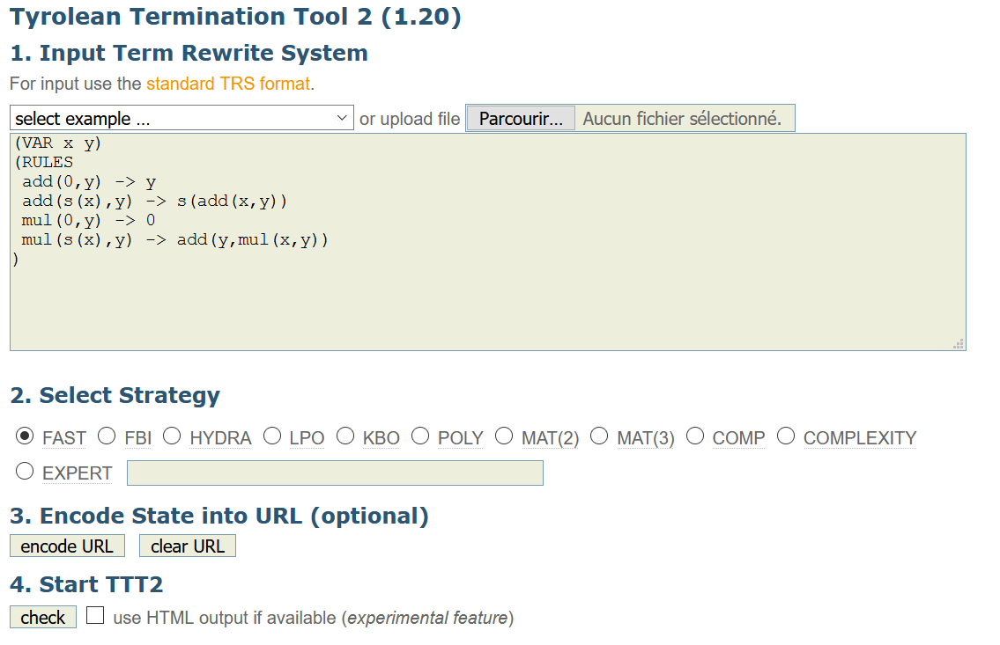 Tyrolean Termination Tool 2 (1.20)
1. Input Term Rewrite System
For input use the standard TRS format.
select example ... or upload file Parcourir... Aucun fichier sélectionné.
(VAR x y)
(RULES
 add(0,y) -> y
 add(s(x),y) -> s(add(x,y))
 mul(0,y) -> 0
 mul(s(x),y) -> add(y,mul(x,y))
)
2. Select Strategy
FAST FBI HYDRA LPO KBO POLY MAT(2) MAT(3) COMP COMPLEXITY
EXPERT
3. Encode State into URL (optional)
encode URL clear URL
4. Start TTT2
check use HTML output if available (experimental feature)